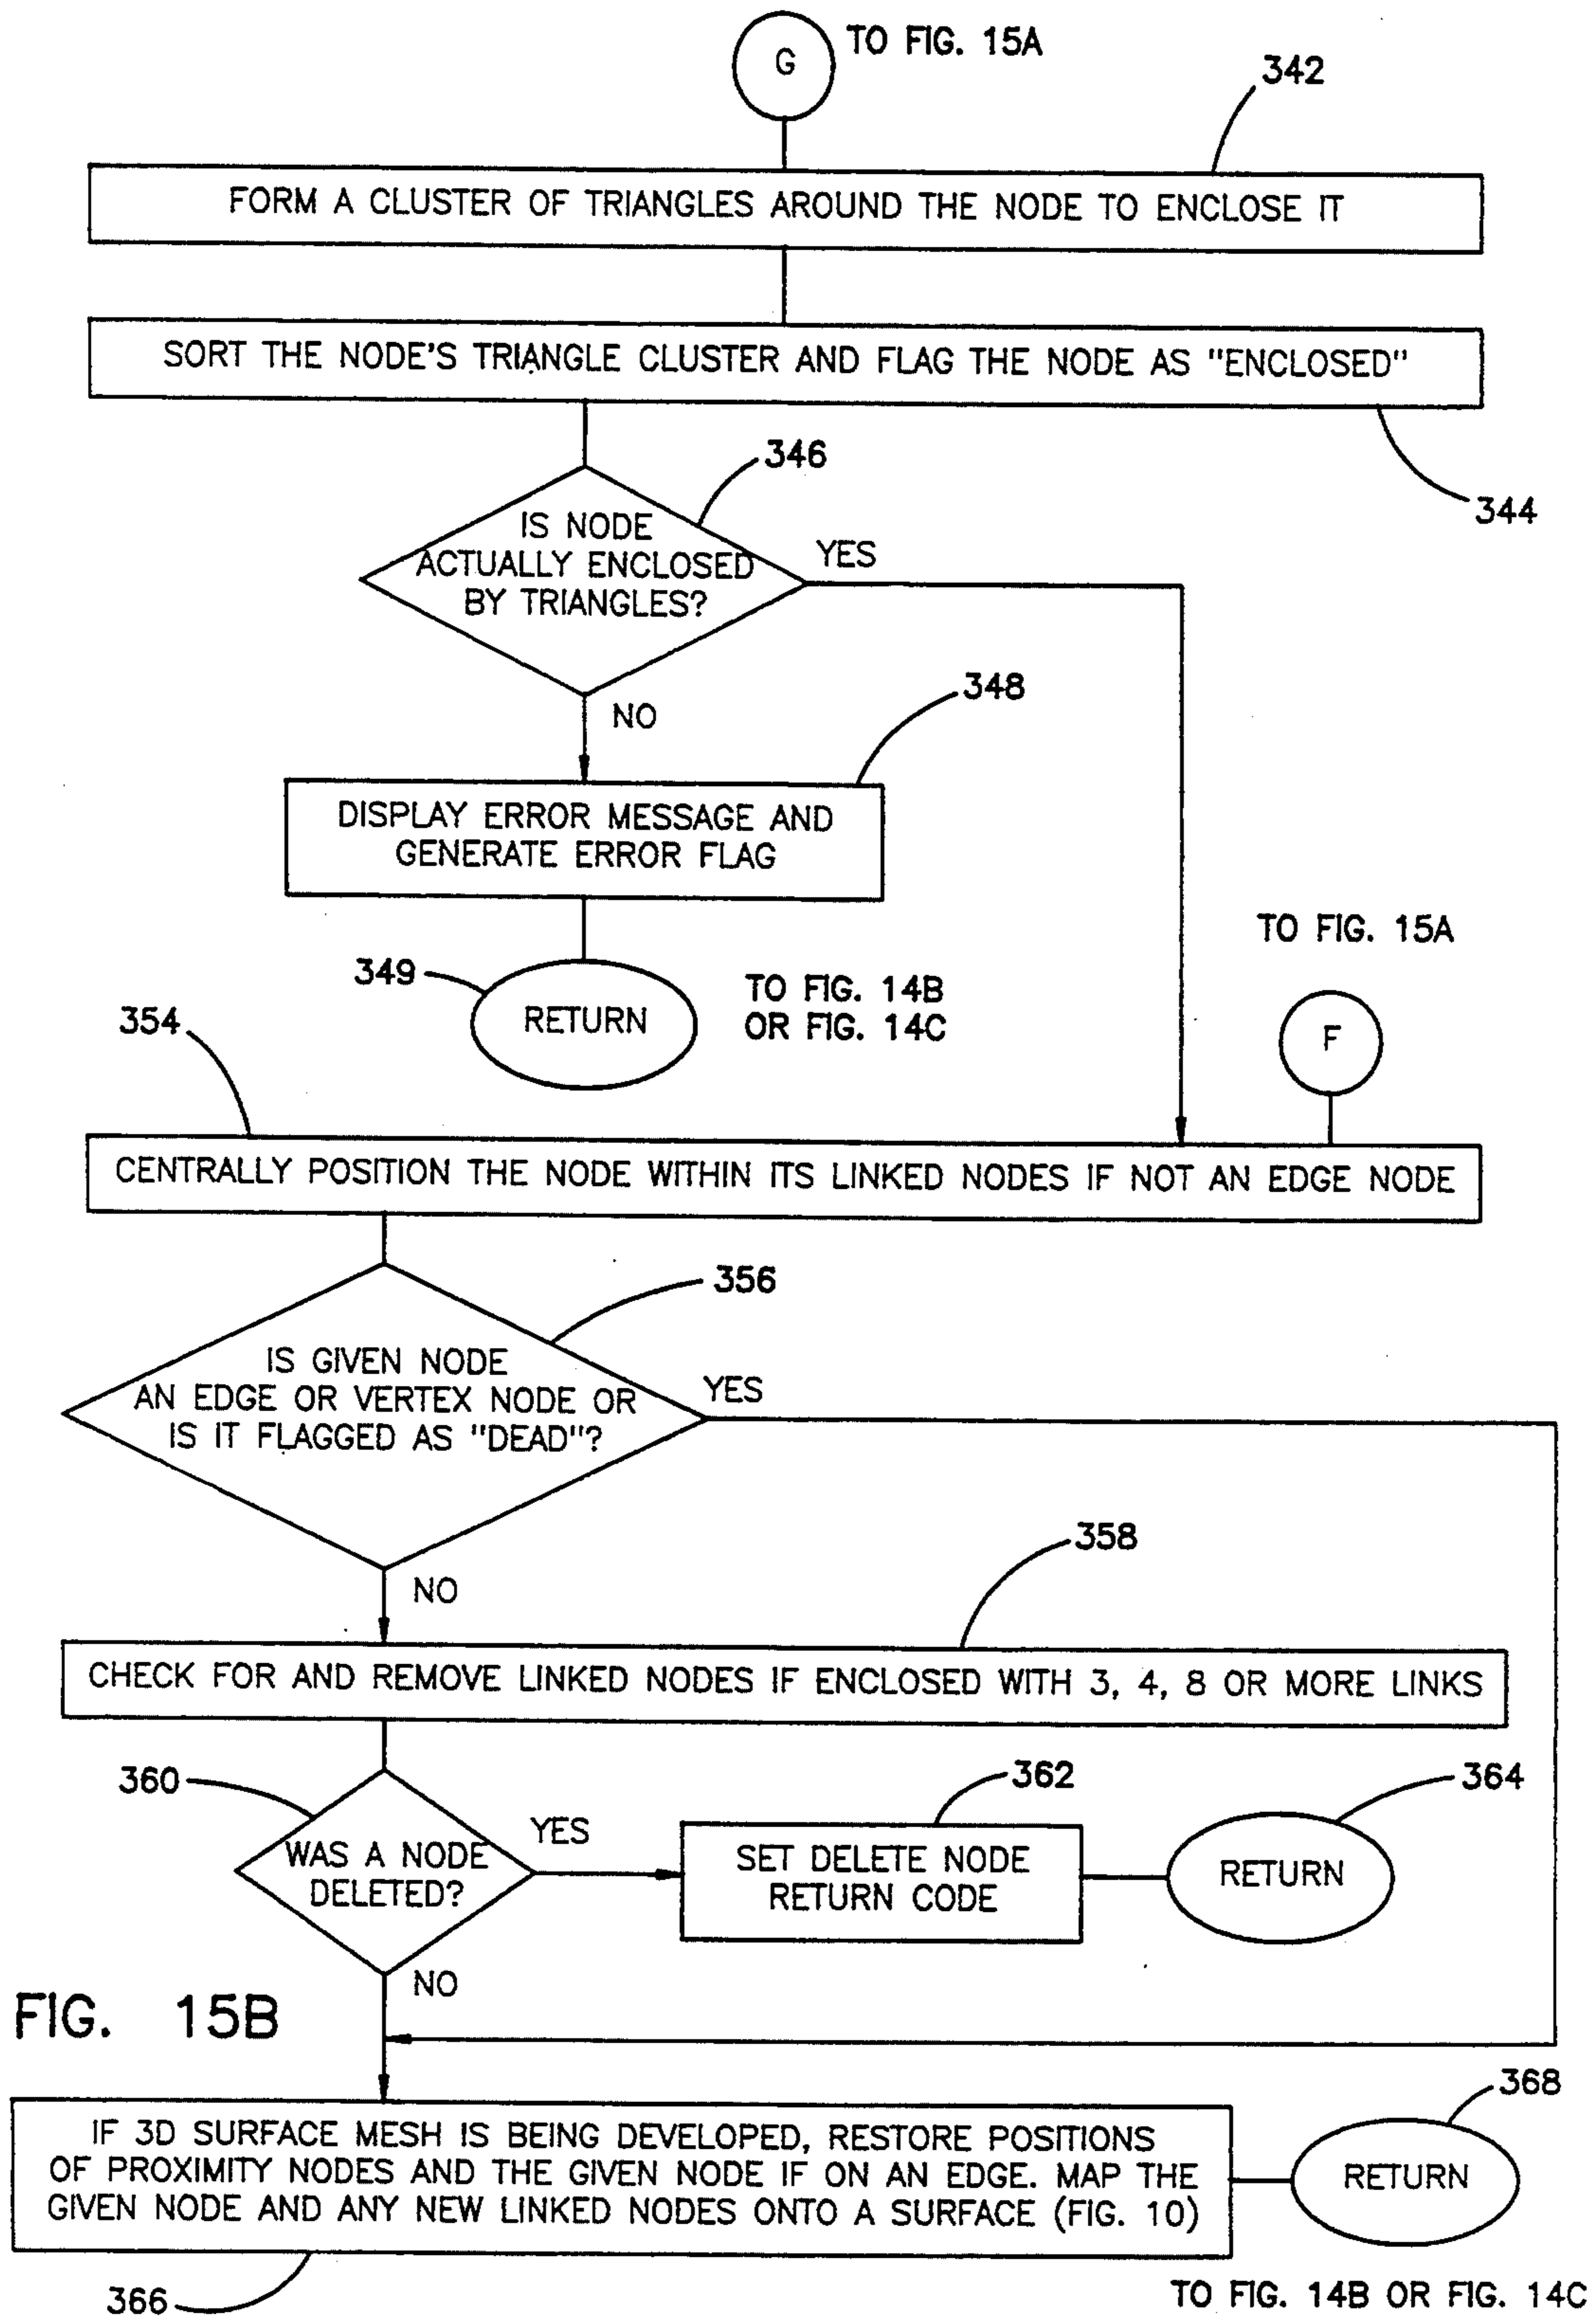 G
TO FIG. 15A
342
FORM A CLUSTER OF TRIANGLES AROUND THE NODE TO ENCLOSE IT
SORT THE NODE'S TRIANGLE CLUSTER AND FLAG THE NODE AS "ENCLOSED"
344
346
IS NODE
ACTUALLY ENCLOSED
BY TRIANGLES?
YES
NO
348
DISPLAY ERROR MESSAGE AND
GENERATE ERROR FLAG
349
RETURN
TO FIG. 14B
OR FIG. 14C
TO FIG. 15A
F
354
CENTRALLY POSITION THE NODE WITHIN ITS LINKED NODES IF NOT AN EDGE NODE
356
IS GIVEN NODE
AN EDGE OR VERTEX NODE OR
IS IT FLAGGED AS "DEAD"?
YES
NO
358
CHECK FOR AND REMOVE LINKED NODES IF ENCLOSED WITH 3, 4, 8 OR MORE LINKS
360
WAS A NODE
DELETED?
YES
362
SET DELETE NODE
RETURN CODE
364
RETURN
NO
FIG. 15B
IF 3D SURFACE MESH IS BEING DEVELOPED, RESTORE POSITIONS
OF PROXIMITY NODES AND THE GIVEN NODE IF ON AN EDGE. MAP THE
GIVEN NODE AND ANY NEW LINKED NODES ONTO A SURFACE (FIG. 10)
366
368
RETURN
TO FIG. 14B OR FIG. 14C